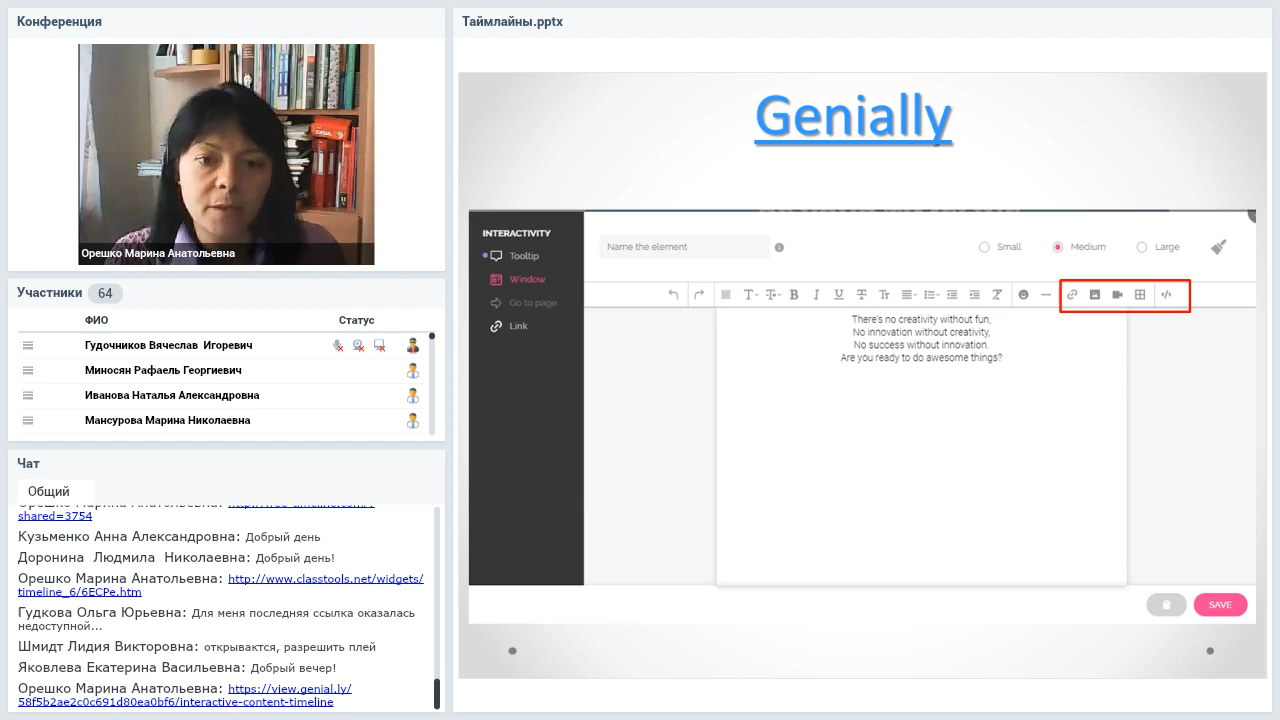 Конференция
Орешко Марина Анатольевна
Участники 64
ФИО Статус
Гудочников Вячеслав Игоревич
Миносян Рафаель Георгиевич
Иванова Наталья Александровна
Мансурова Марина Николаевна
Чат
Общий
shared=3754
Кузьменко Анна Александровна: Добрый день
Доронина Людмила Николаевна: Добрый день!
Орешко Марина Анатольевна: http://www.classtools.net/widgets/
timeline_6/6ECPe.htm
Гудкова Ольга Юрьевна: Для меня последняя ссылка оказалась
недоступной...
Шмидт Лидия Викторовна: открывактся, разрешить плей
Яковлева Екатерина Васильевна: Добрый вечер!
Орешко Марина Анатольевна: https://view.genial.ly/
58f5b2ae2c0c691d80ea0bf6/interactive-content-timeline
Таймлайны.pptx
Genially
INTERACTIVITY
Tooltip
Window
Go to page
Link
Name the element
Small Medium Large
There's no creativity without fun,
No innovation without creativity,
No success without innovation.
Are you ready to do awesome things?
SAVE